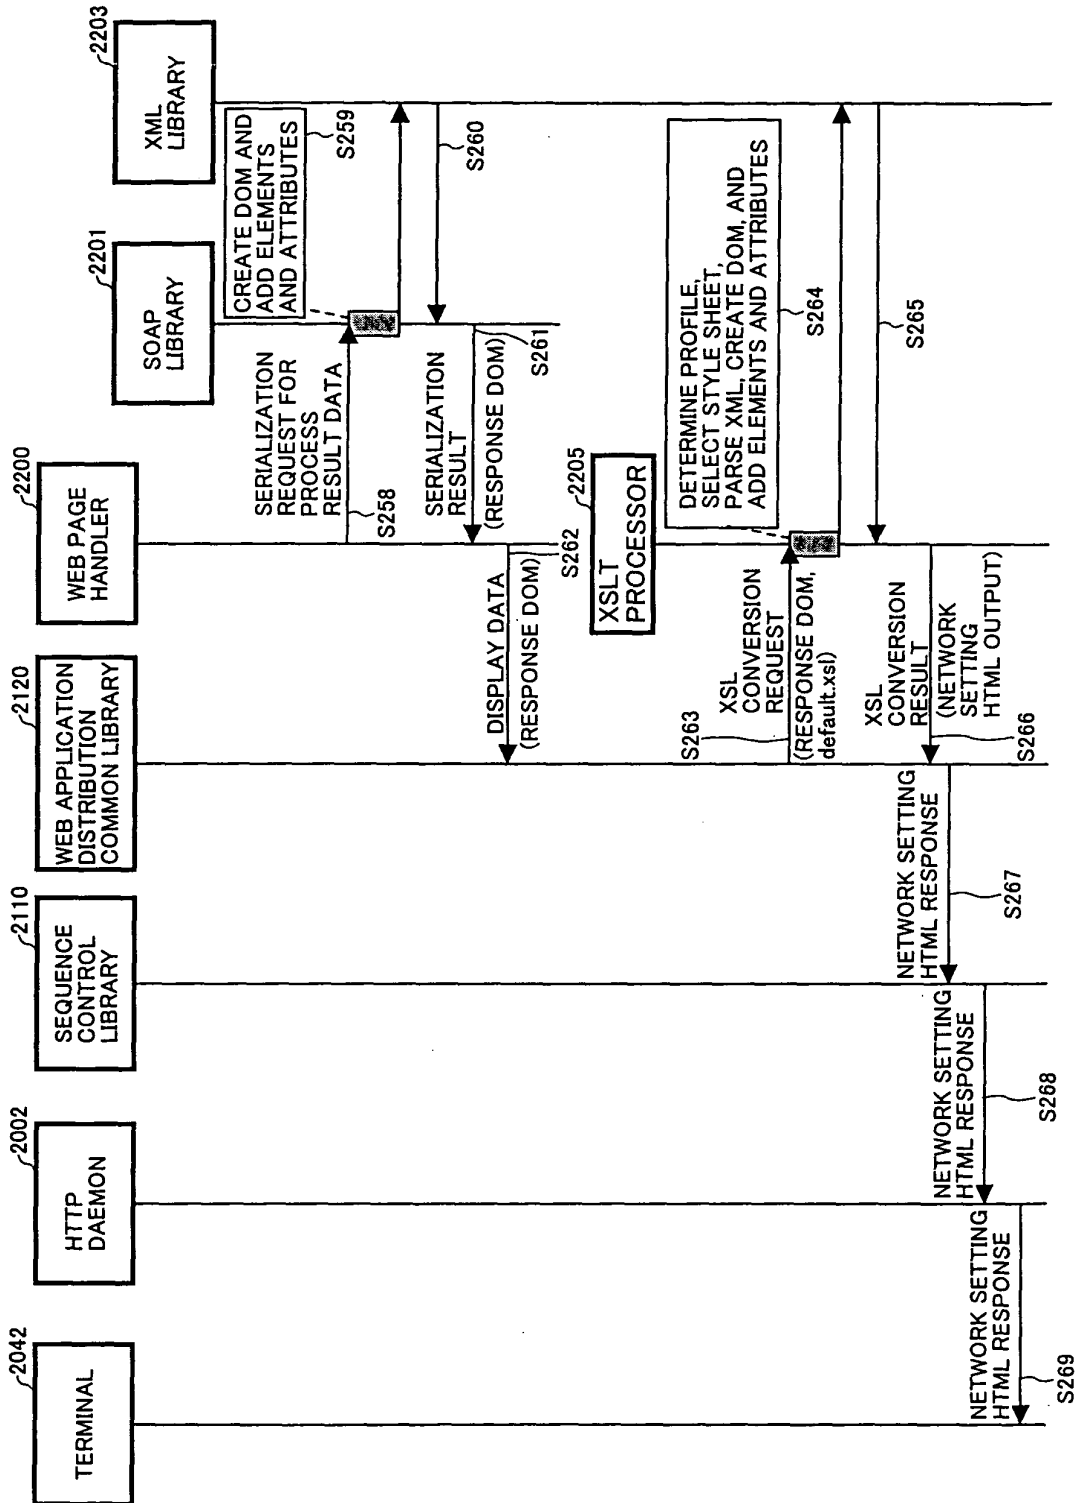 2042
TERMINAL
2002
HTTP
DAEMON
2110
SEQUENCE
CONTROL
LIBRARY
2120
WEB APPLICATION
DISTRIBUTION
COMMON LIBRARY
2200
WEB PAGE
HANDLER
2201
SOAP
LIBRARY
2203
XML
LIBRARY
CREATE DOM AND
ADD ELEMENTS
AND ATTRIBUTES
S259
SERIALIZATION
REQUEST FOR
PROCESS
RESULT DATA
S258
S260
SERIALIZATION
RESULT
(RESPONSE DOM)
S261
DISPLAY DATA
(RESPONSE DOM)
S262
2205
XSLT
PROCESSOR
DETERMINE PROFILE,
SELECT STYLE SHEET,
PARSE XML, CREATE DOM, AND
ADD ELEMENTS AND ATTRIBUTES
S264
S263
XSL
CONVERSION
REQUEST
(RESPONSE DOM,
default.xsl)
S265
XSL
CONVERSION
RESULT
(NETWORK
SETTING
HTML OUTPUT)
S266
NETWORK SETTING
HTML RESPONSE
S267
NETWORK SETTING
HTML RESPONSE
S268
NETWORK SETTING
HTML RESPONSE
S269